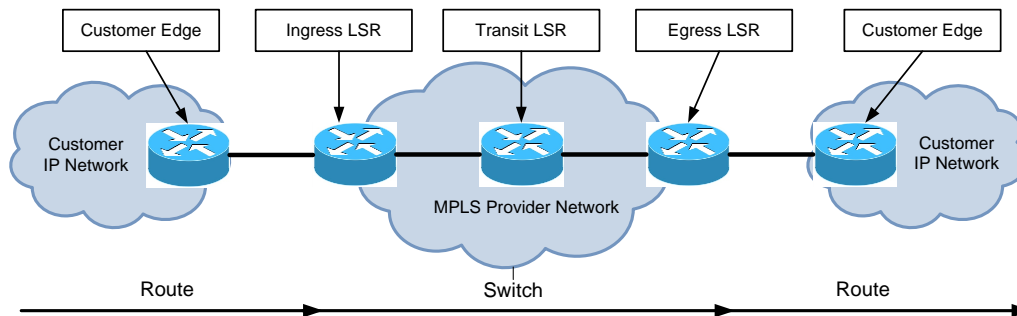 Customer Edge
Ingress LSR
Transit LSR
Egress LSR
Customer Edge
Customer
IP Network
MPLS Provider Network
Customer
IP Network
Route
Switch
Route